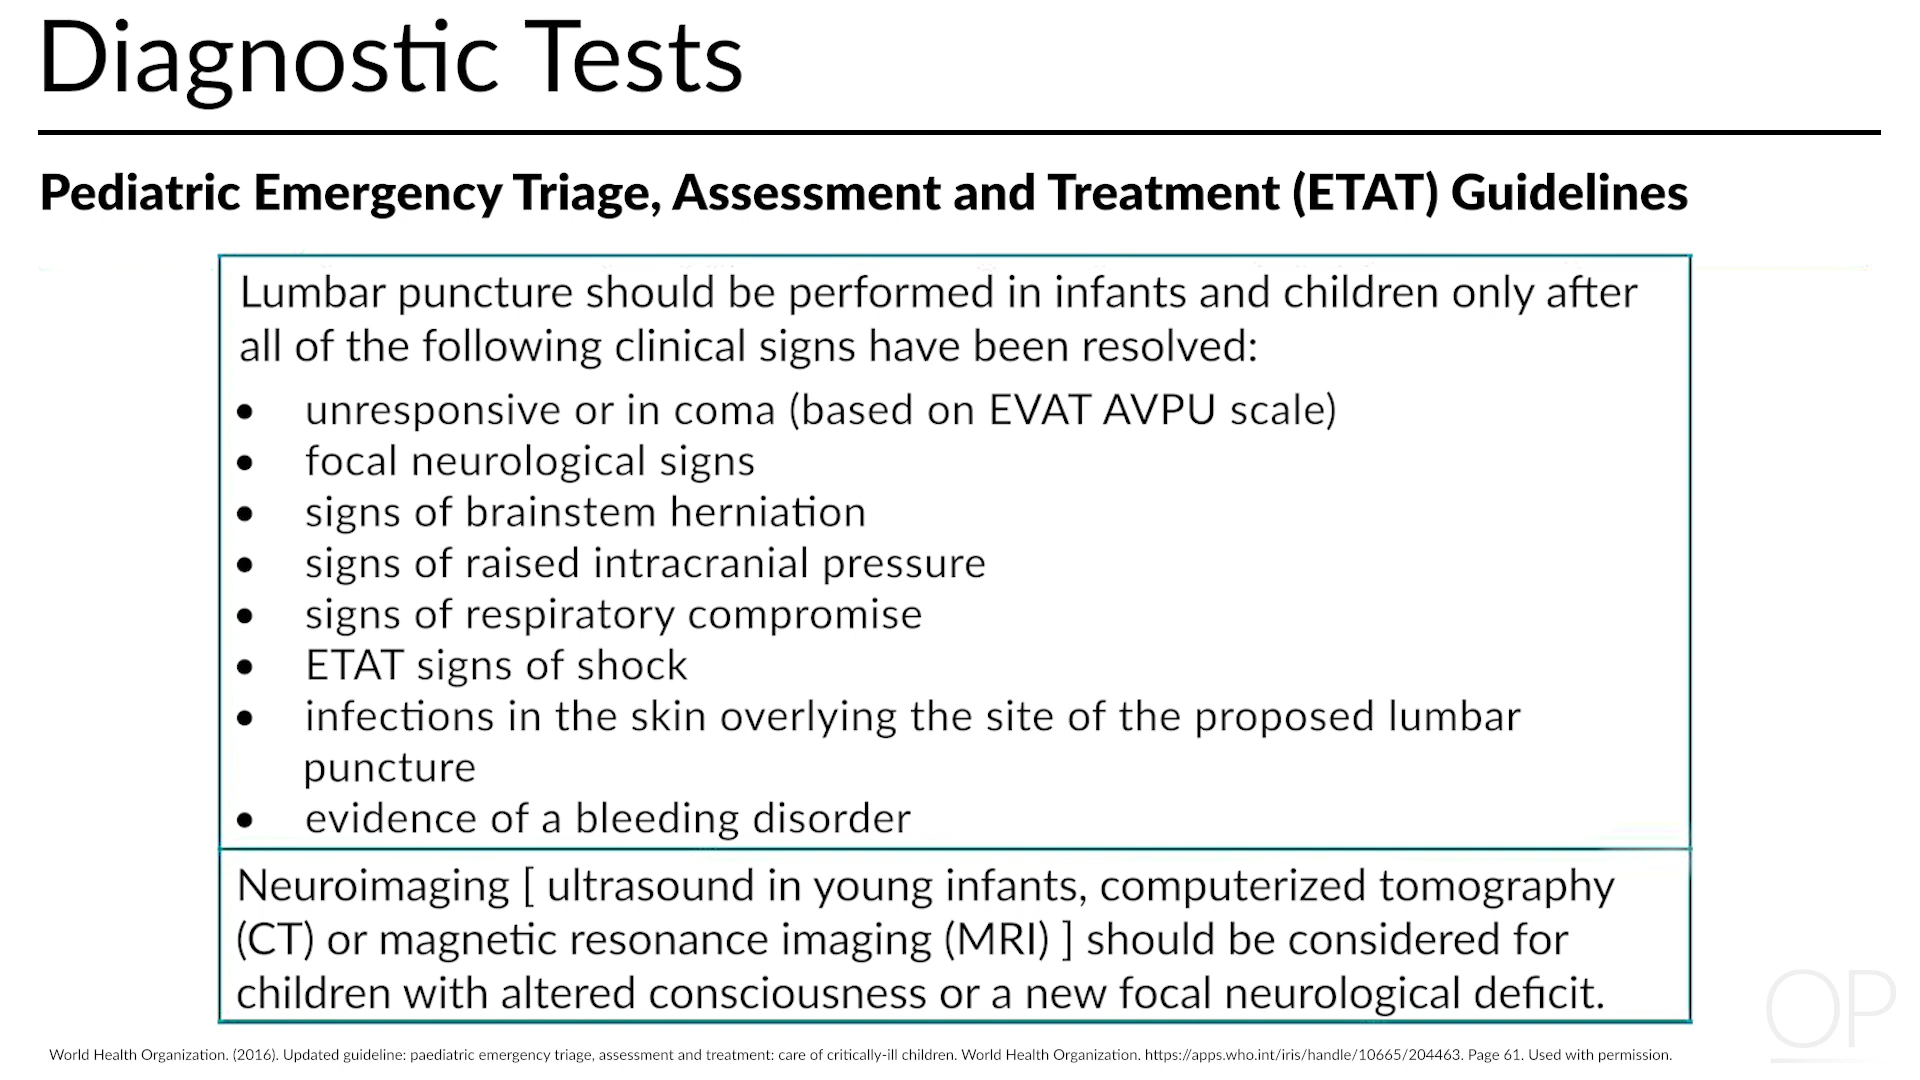 Diagnostic Tests
Pediatric Emergency Triage, Assessment and Treatment (ETAT) Guidelines
Lumbar puncture should be performed in infants and children only after
all of the following clinical signs have been resolved:
• unresponsive or in coma (based on EVAT AVPU scale)
• focal neurological signs
• signs of brainstem herniation
• signs of raised intracranial pressure
• signs of respiratory compromise
• ETAT signs of shock
• infections in the skin overlying the site of the proposed lumbar
puncture
• evidence of a bleeding disorder
Neuroimaging [ ultrasound in young infants, computerized tomography
(CT) or magnetic resonance imaging (MRI) ] should be considered for
children with altered consciousness or a new focal neurological deficit.
OP
World Health Organization. (2016). Updated guideline: paediatric emergency triage, assessment and treatment: care of critically-ill children. World Health Organization. https://apps.who.int/iris/handle/10665/204463. Page 61. Used with permission.